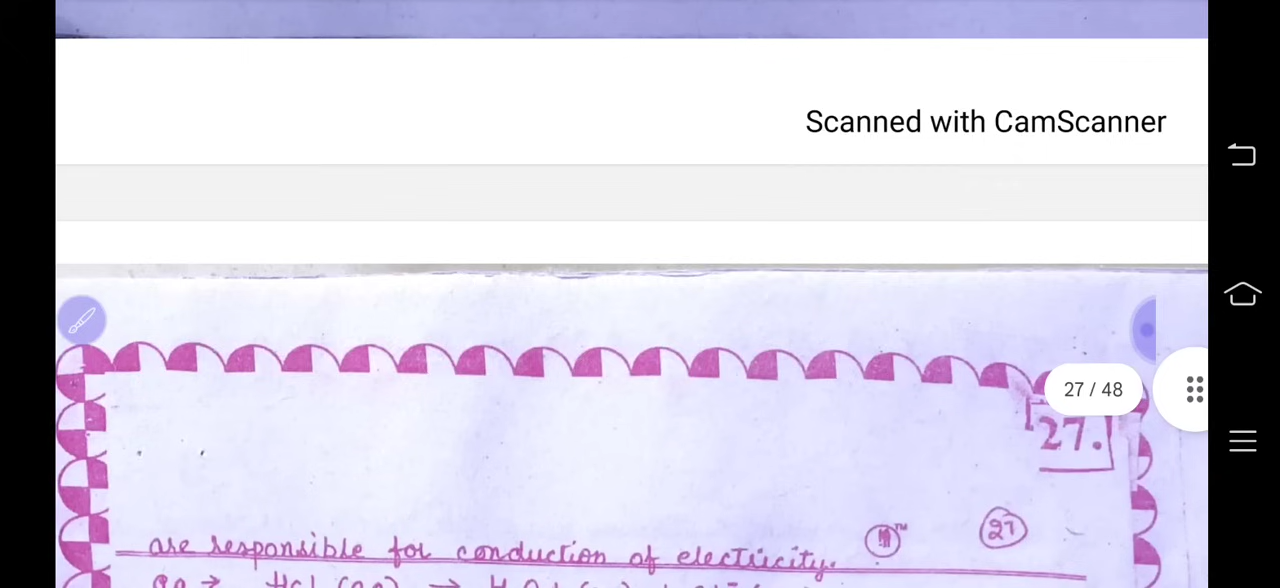 Scanned with CamScanner
27 / 48
27.
27
are responsible for conduction of electricity.